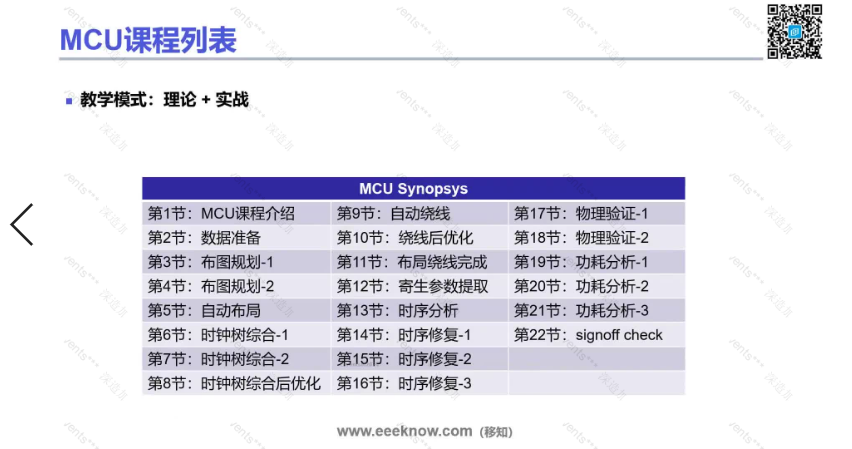 MCU课程列表
教学模式：理论 + 实战
MCU Synopsys
第1节：MCU课程介绍 第9节：自动绕线 第17节：物理验证-1
第2节：数据准备 第10节：绕线后优化 第18节：物理验证-2
第3节：布图规划-1 第11节：布局绕线完成 第19节：功耗分析-1
第4节：布图规划-2 第12节：寄生参数提取 第20节：功耗分析-2
第5节：自动布局 第13节：时序分析 第21节：功耗分析-3
第6节：时钟树综合-1 第14节：时序修复-1 第22节：signoff check
第7节：时钟树综合-2 第15节：时序修复-2
第8节：时钟树综合后优化 第16节：时序修复-3
www.eeeknow.com（移知）